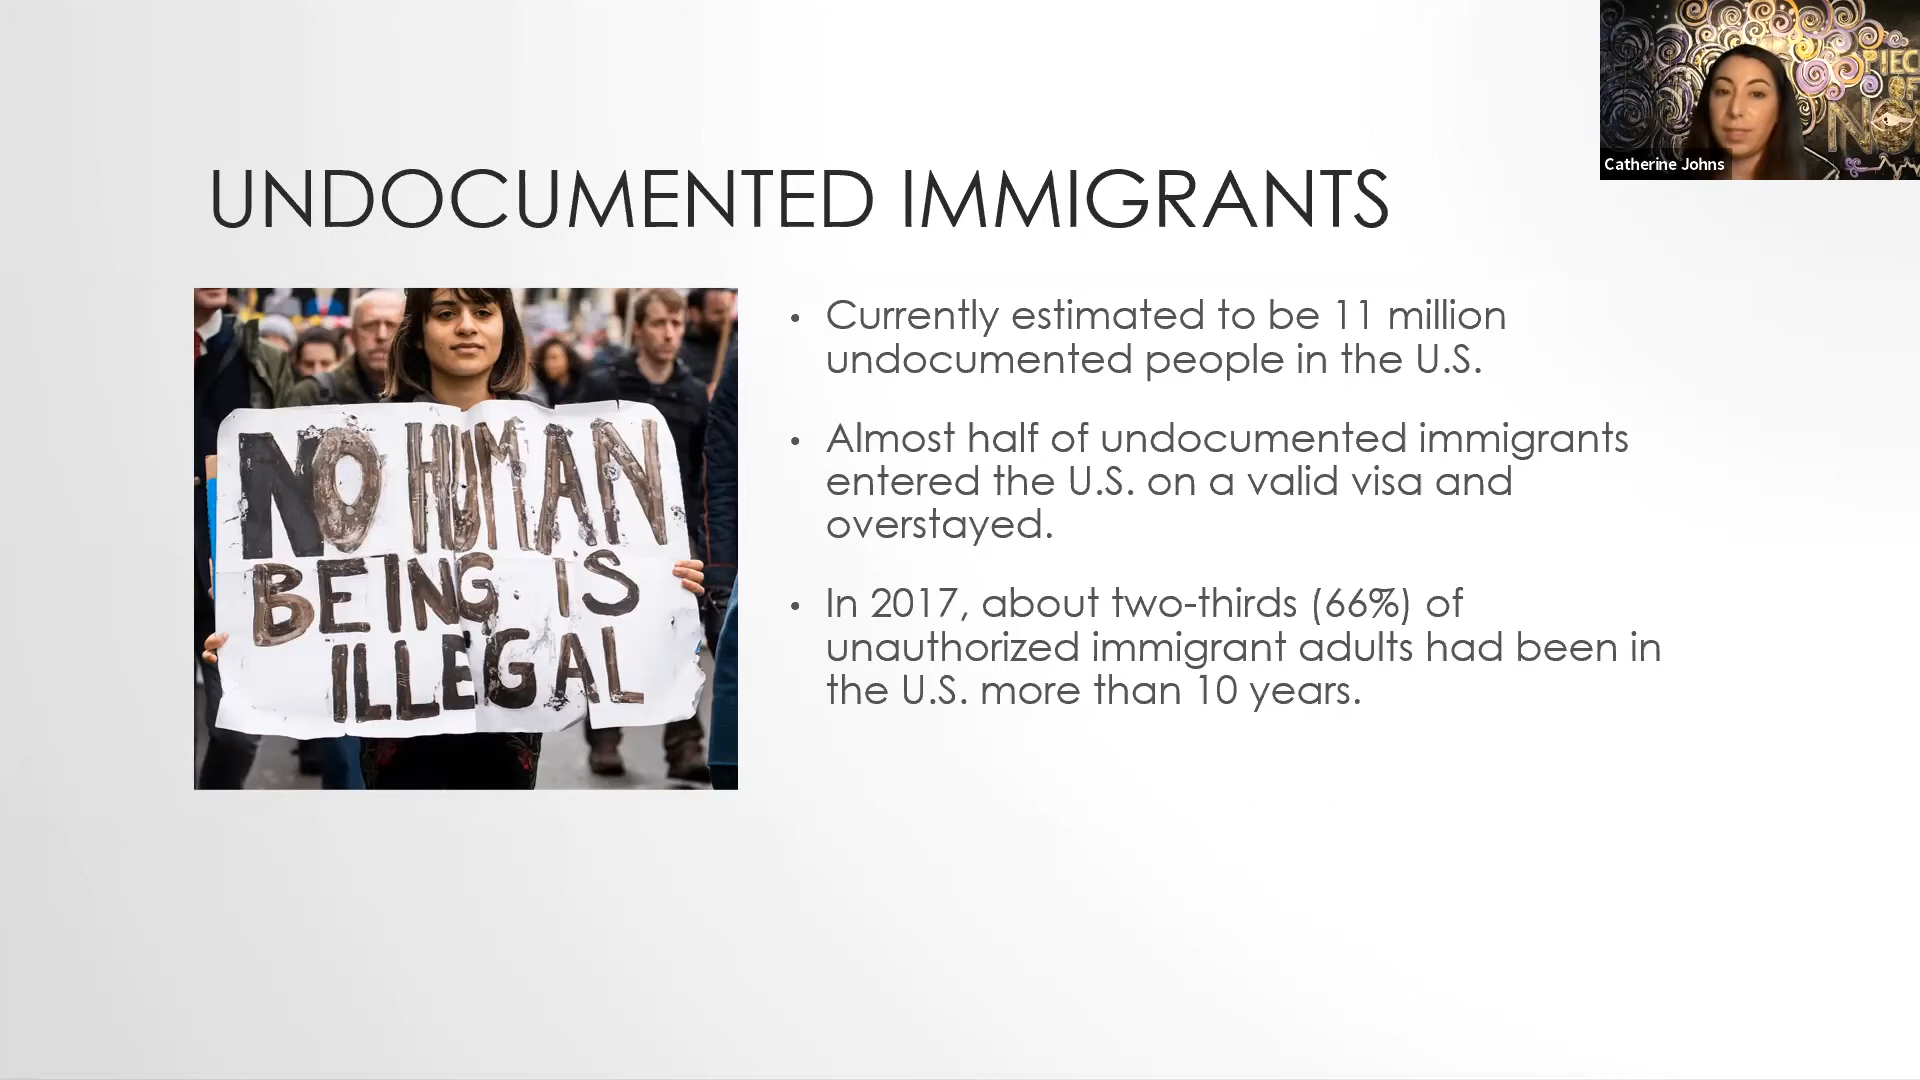 UNDOCUMENTED IMMIGRANTS
NO HUMAN
BEING IS
ILLEGAL
• Currently estimated to be 11 million
undocumented people in the U.S.
• Almost half of undocumented immigrants
entered the U.S. on a valid visa and
overstayed.
• In 2017, about two-thirds (66%) of
unauthorized immigrant adults had been in
the U.S. more than 10 years.
OF
Catherine Johns